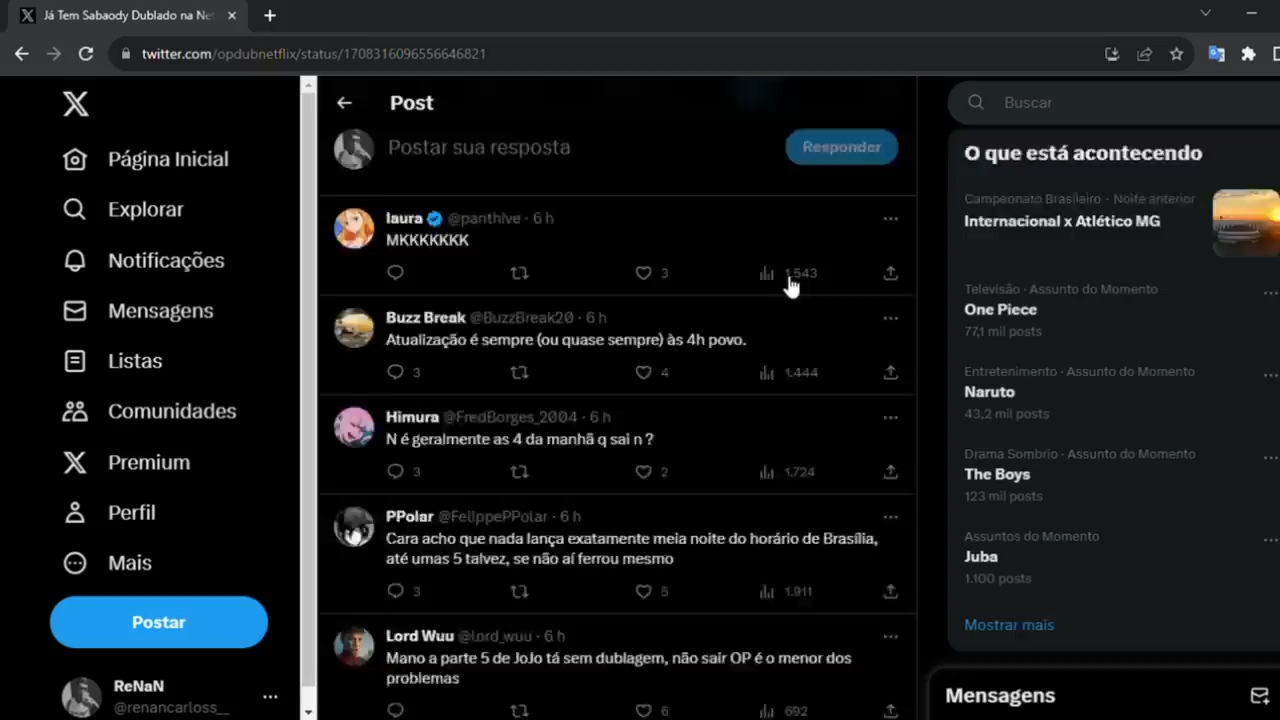 Já Tem Sabaody Dublado na Net
twitter.com/opdubnetflix/status/1708316096556646821
Página Inicial
Explorar
Notificações
Mensagens
Listas
Comunidades
Premium
Perfil
Mais
Postar
ReNaN
@renancarloss__
Post
Postar sua resposta
Responder
laura @panthlve · 6 h
MKKKKKKK
3
1.543
Buzz Break @BuzzBreak20 · 6 h
Atualização é sempre (ou quase sempre) às 4h povo.
3 4 1.444
Himura @FredBorges_2004 · 6 h
N é geralmente as 4 da manhã q sai n ?
3 2 1.724
PPolar @FelippePPolar · 6 h
Cara acho que nada lança exatamente meia noite do horário de Brasília,
até umas 5 talvez, se não aí ferrou mesmo
3 5 1.911
Lord Wuu @lord_wuu · 6 h
Mano a parte 5 de JoJo tá sem dublagem, não sair OP é o menor dos
problemas
6 692
Buscar
O que está acontecendo
Campeonato Brasileiro · Noite anterior
Internacional x Atlético MG
Televisão · Assunto do Momento
One Piece
77,1 mil posts
Entretenimento · Assunto do Momento
Naruto
43,2 mil posts
Drama Sombrio · Assunto do Momento
The Boys
123 mil posts
Assuntos do Momento
Juba
1.100 posts
Mostrar mais
Mensagens